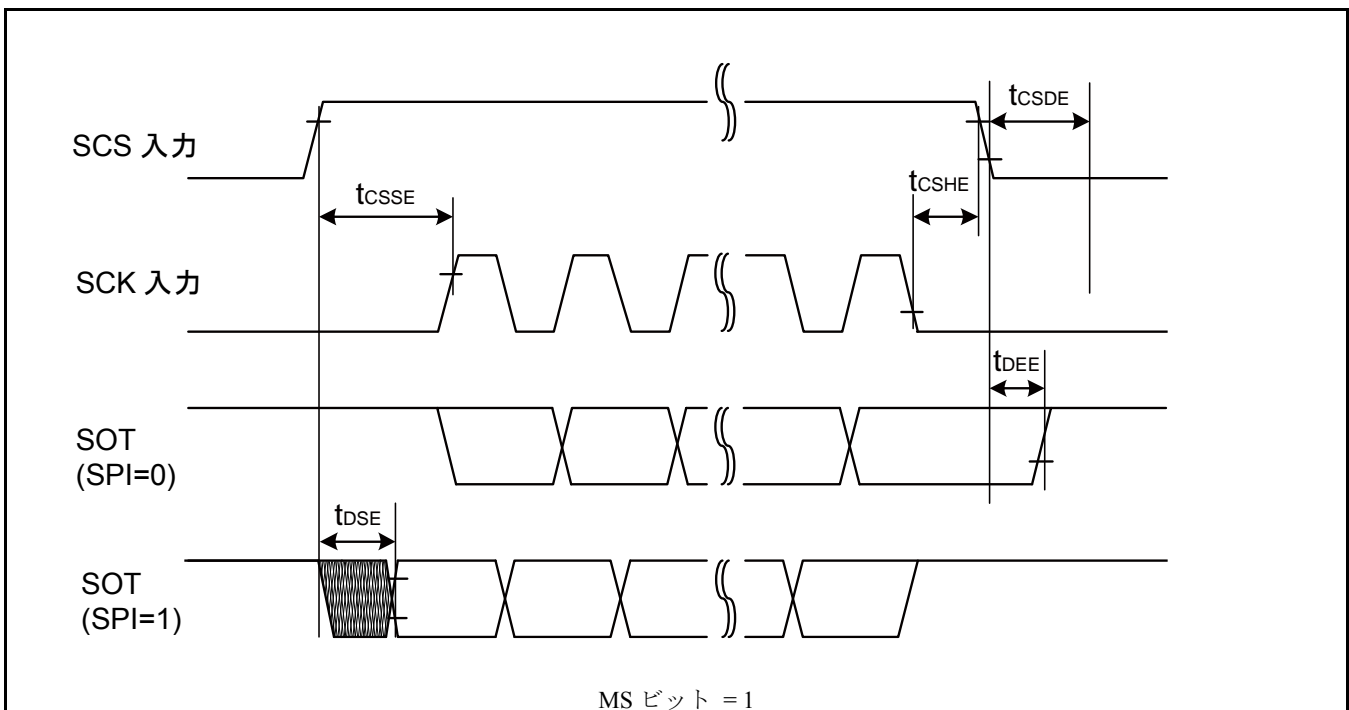 SCS 入力
tCSDE
tCSSE
tCSHE
SCK 入力
tDEE
SOT
(SPI=0)
tDSE
SOT
(SPI=1)
MS ビット = 1